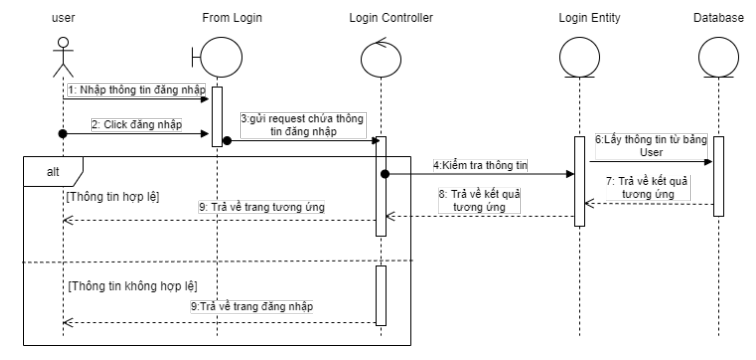 user
From Login
Login Controller
Login Entity
Database
1: Nhập thông tin đăng nhập
2: Click đăng nhập
3:gửi request chứa thông
tin đăng nhập
6:Lấy thông tin từ bảng
User
4:Kiểm tra thông tin
alt
7: Trả về kết quả
tương ứng
[Thông tin hợp lệ]
8: Trả về kết quả
tương ứng
9: Trả về trang tương ứng
[Thông tin không hợp lệ]
9:Trả về trang đăng nhập